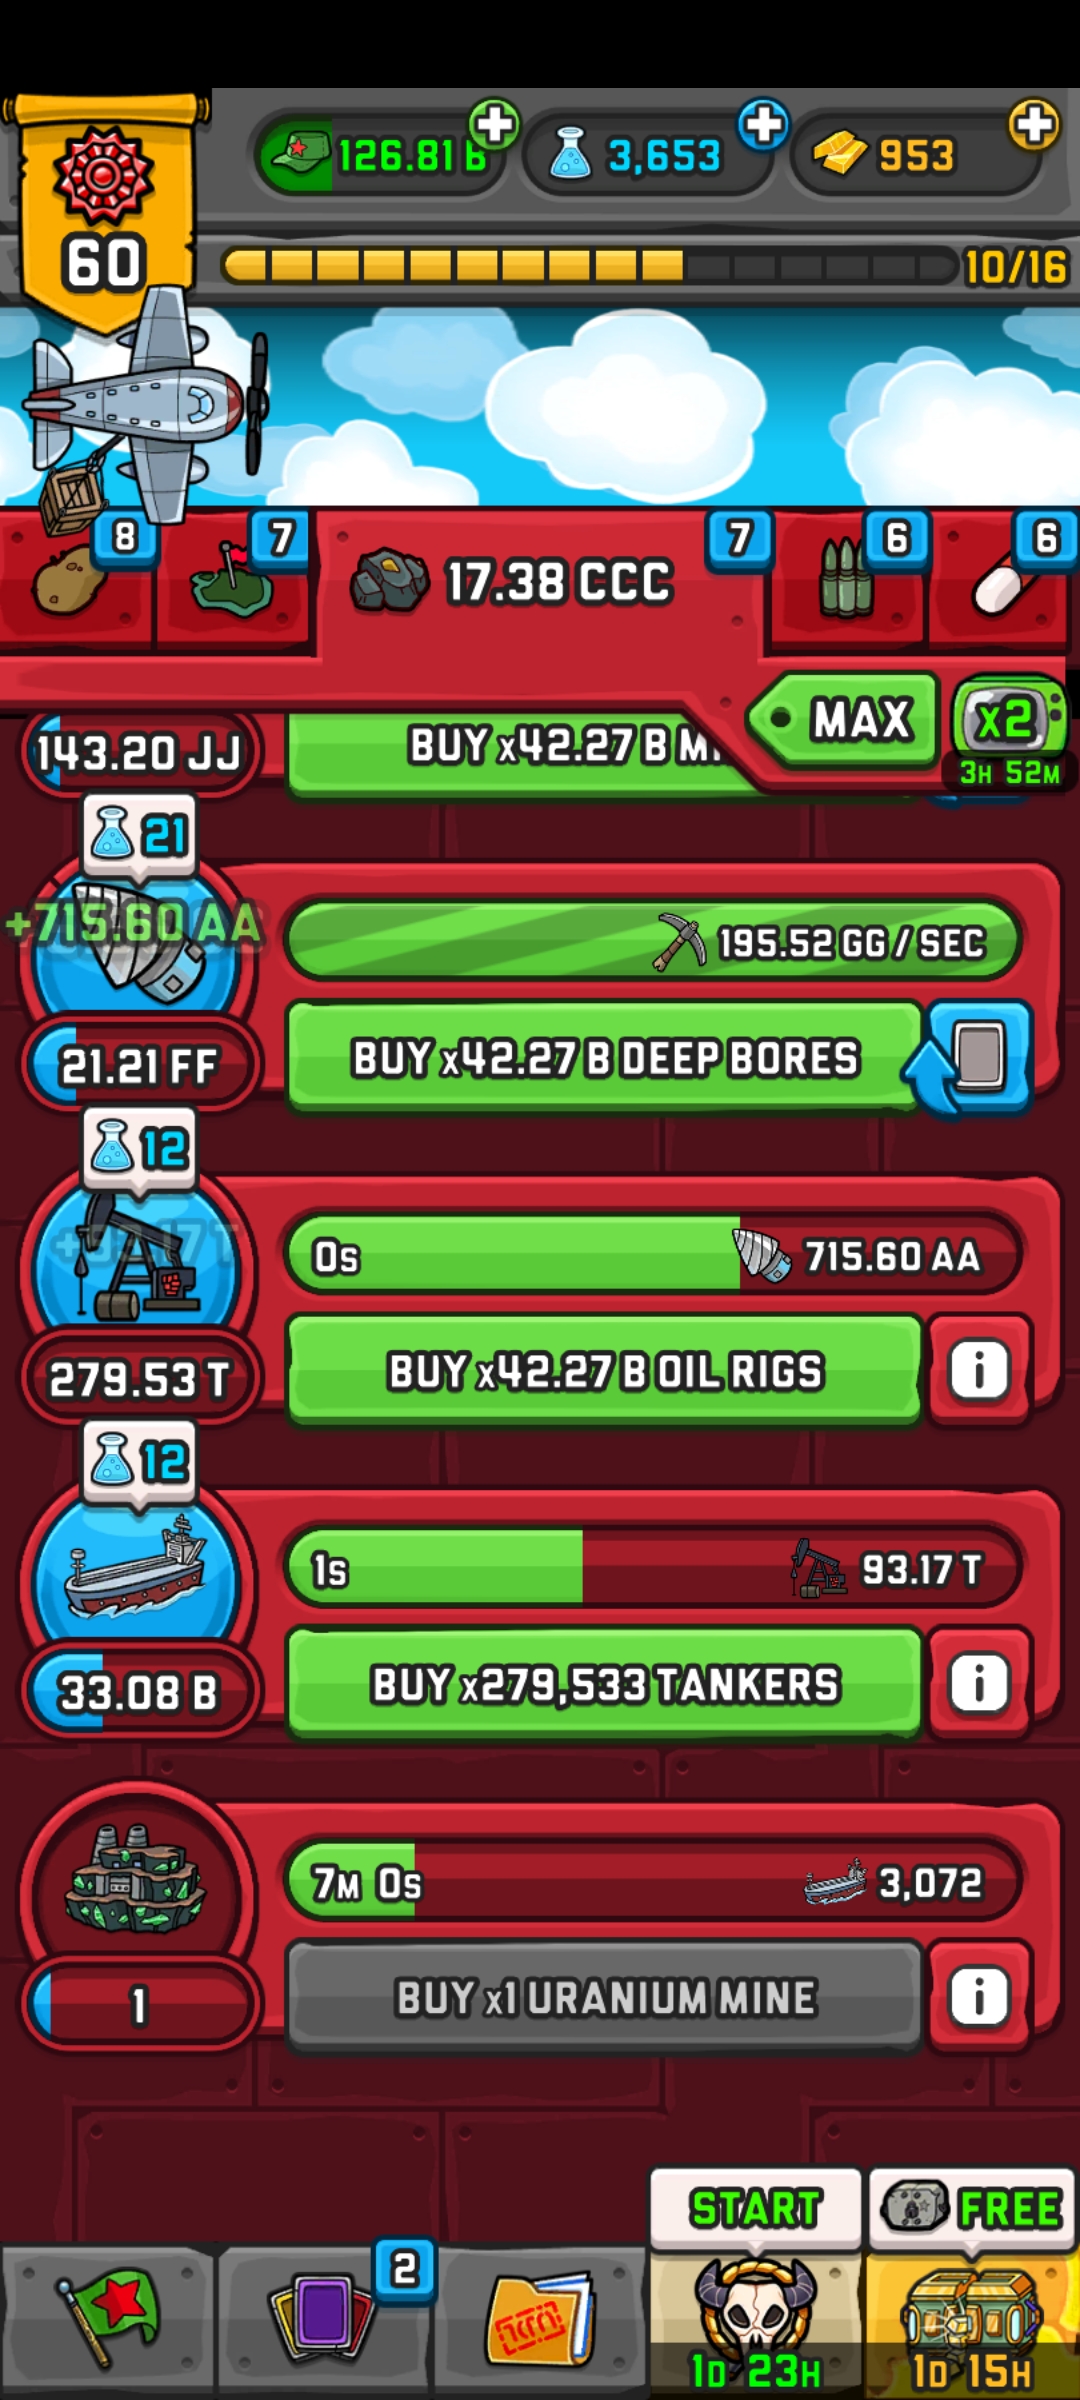 126.81 B
3,653
953
60
10/16
8
7
17.38 CCC
7
6
6
MAX
x2
3H 52M
143.20 JJ
BUY x42.27 B M
21
+715.60 AA
195.52 GG / SEC
21.21 FF
BUY x42.27 B DEEP BORES
12
0s
715.60 AA
279.53 T
BUY x42.27 B OIL RIGS
i
12
1s
93.17 T
33.08 B
BUY x279,533 TANKERS
i
7M 0s
3,072
1
BUY x1 URANIUM MINE
i
START
FREE
2
1D 23H
1D 15H